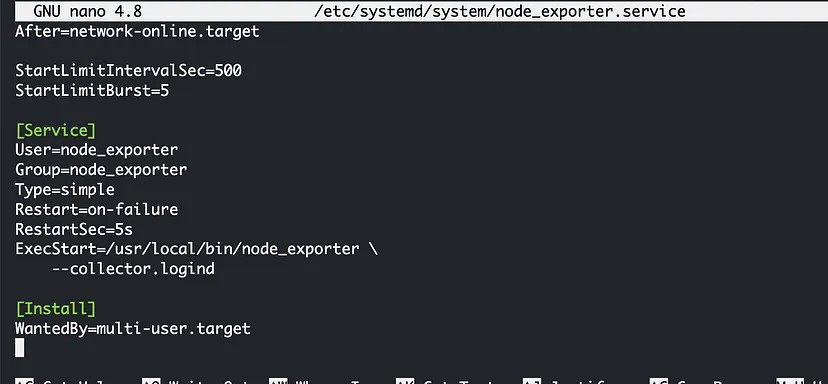 GNU nano 4.8 /etc/systemd/system/node_exporter.service
After=network-online.target
StartLimitIntervalSec=500
StartLimitBurst=5
[Service]
User=node_exporter
Group=node_exporter
Type=simple
Restart=on-failure
RestartSec=5s
ExecStart=/usr/local/bin/node_exporter \
--collector.logind
[Install]
WantedBy=multi-user.target